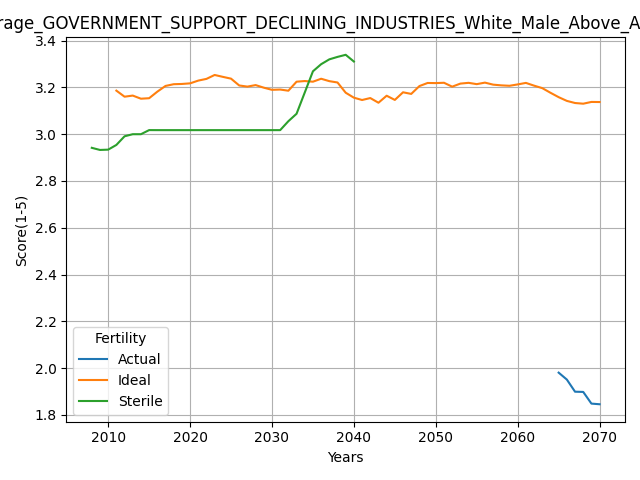 rage_GOVERNMENT_SUPPORT_DECLINING_INDUSTRIES_White_Male_Above_A
3.4
3.2
3.0
2.8
2.6
2.4
2.2
2.0
1.8
Score(1-5)
Fertility
Actual
Ideal
Sterile
2010 2020 2030 2040 2050 2060 2070
Years